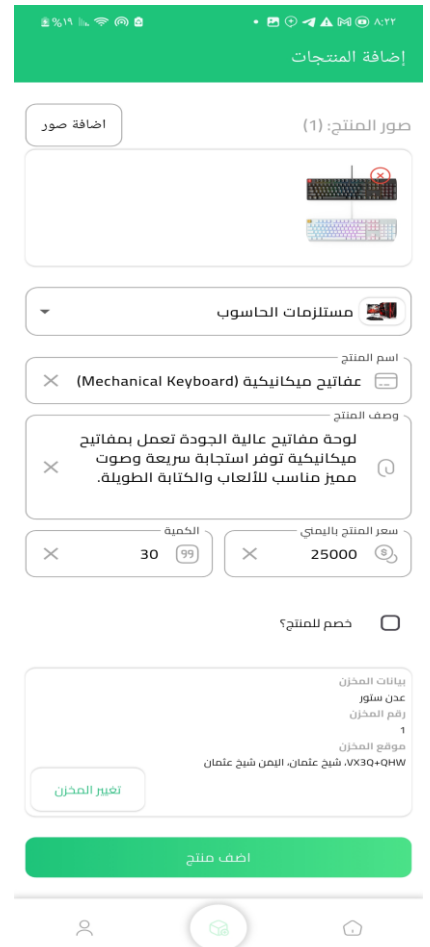 ٨:٢٢
%١٩
إضافة المنتجات
صور المنتج: (1)
اضافة صور
مستلزمات الحاسوب
اسم المنتج
عفاتيح ميكانيكية (Mechanical Keyboard)
وصف المنتج
لوحة مفاتيح عالية الجودة تعمل بمفاتيح
ميكانيكية توفر استجابة سريعة وصوت
مميز مناسب للألعاب والكتابة الطويلة.
سعر المنتج باليمني
25000
الكمية
30
99
خصم للمنتج؟
بيانات المخزن
عدن ستور
رقم المخزن
1
موقع المخزن
VX3Q+QHW، شيخ عثمان، اليمن شيخ عثمان
تغيير المخزن
اضف منتج